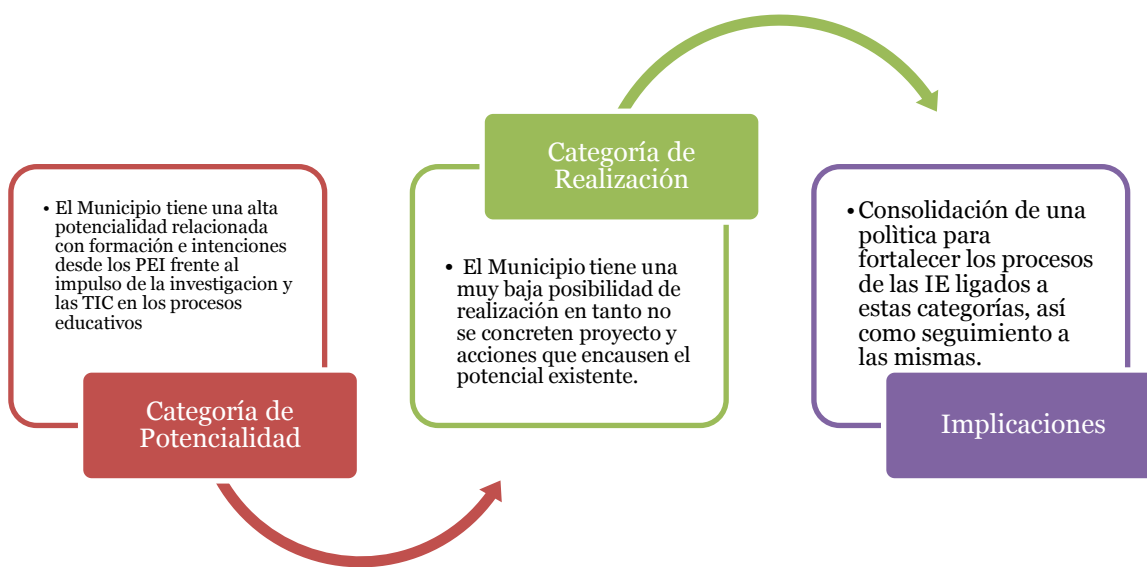 • El Municipio tiene una alta
potencialidad relacionada
con formación e intenciones
desde los PEI frente al
impulso de la investigacion y
las TIC en los procesos
educativos
Categoría de
Potencialidad
Categoría de
Realización
• El Municipio tiene una
muy baja posibilidad de
realización en tanto no
se concreten proyecto y
acciones que encausen el
potencial existente.
• Consolidación de una
polìtica para
fortalecer los procesos
de las IE ligados a
estas categorías, así
como seguimiento a
las mismas.
Implicaciones